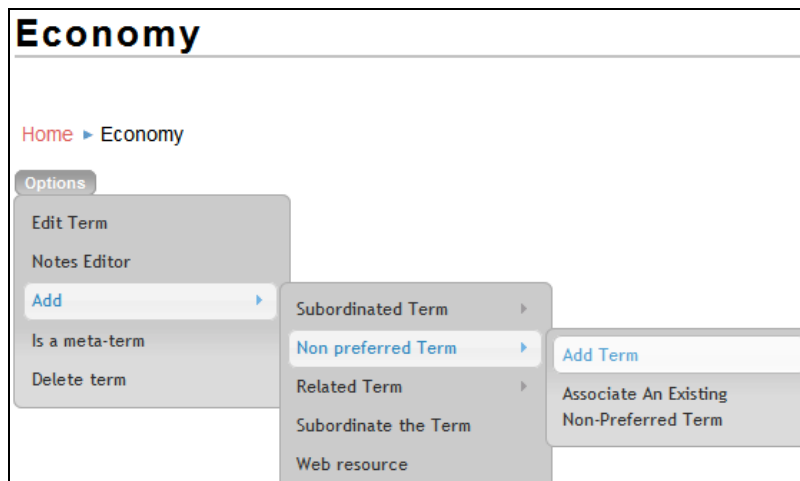 Economy
Home ▸ Economy
Options
Edit Term
Notes Editor
Add
Is a meta-term
Delete term
Subordinated Term
Non preferred Term
Related Term
Subordinate the Term
Web resource
Add Term
Associate An Existing
Non-Preferred Term